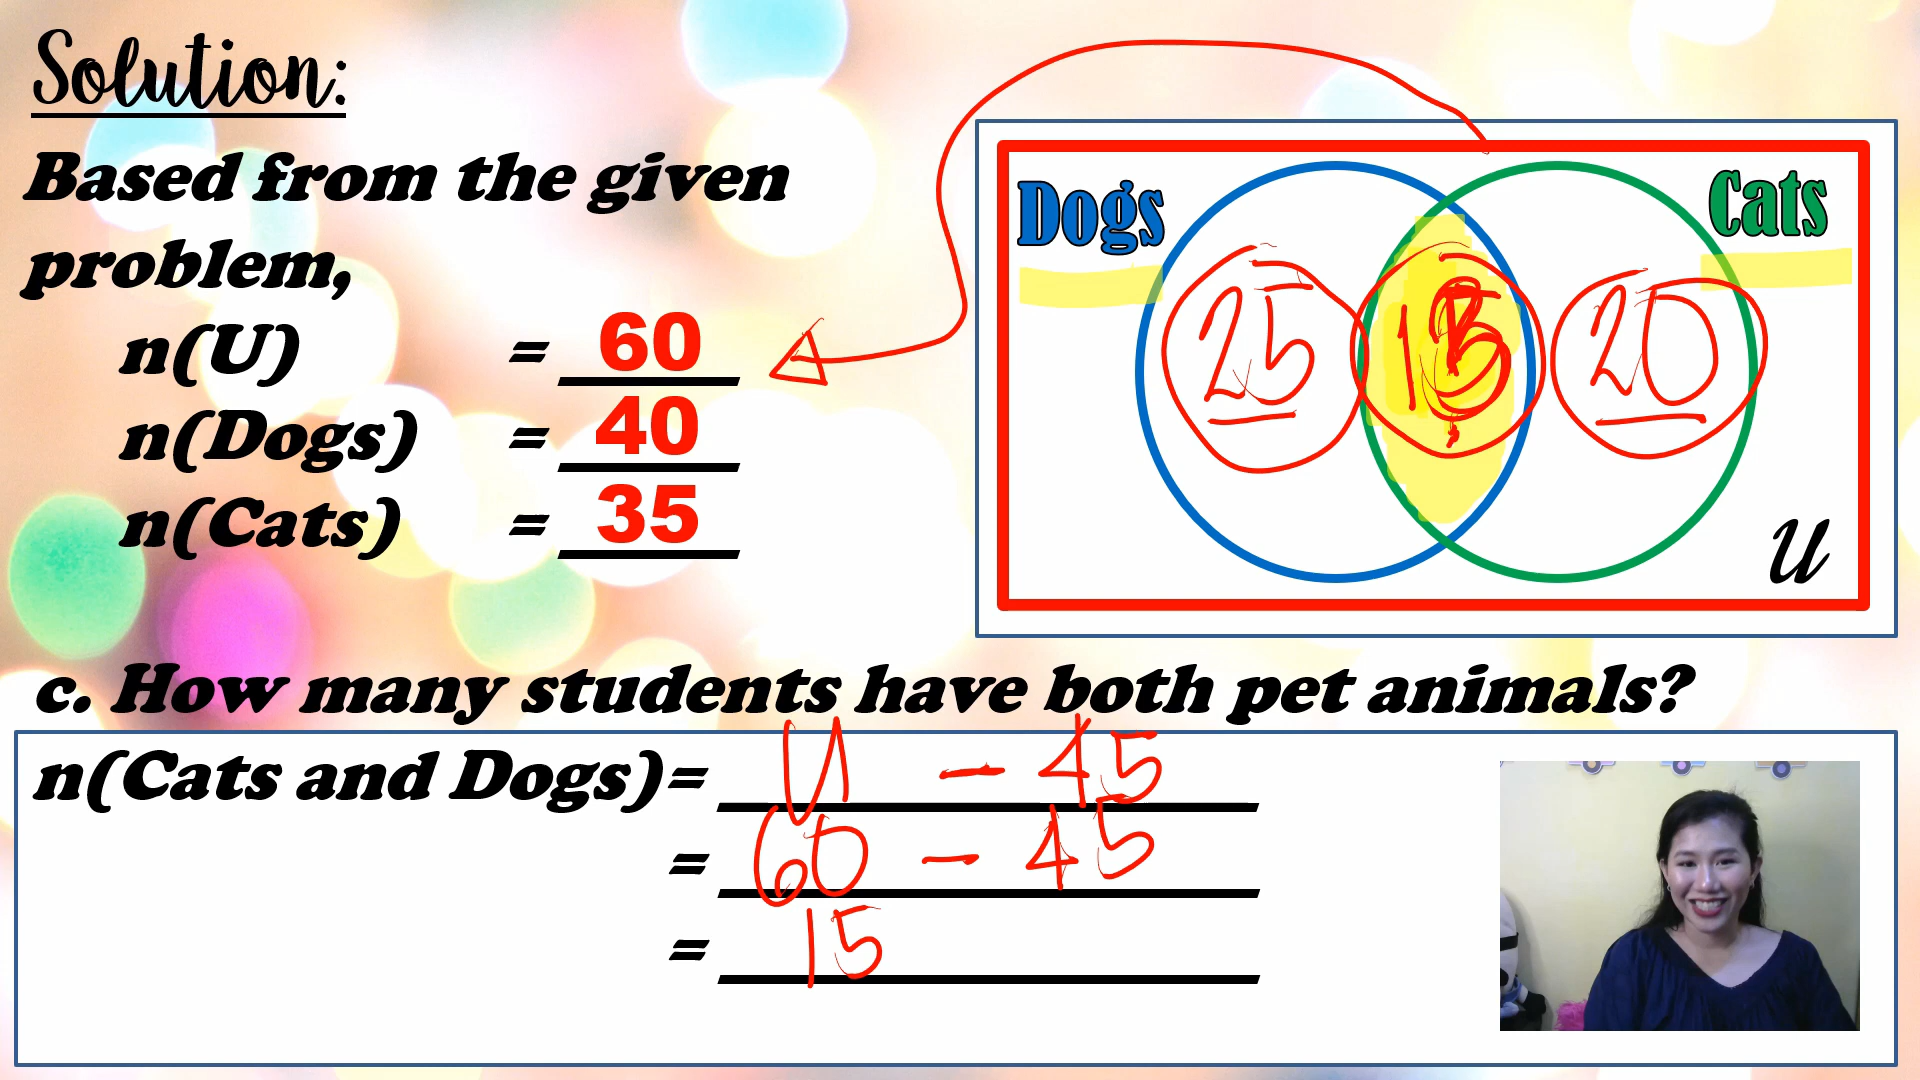 Solution:
Based from the given
problem,
n(U) = 60
n(Dogs) = 40
n(Cats) = 35
Dogs
Cats
25
20
U
c. How many students have both pet animals?
n(Cats and Dogs)= U - 45
= 60 - 45
= 15